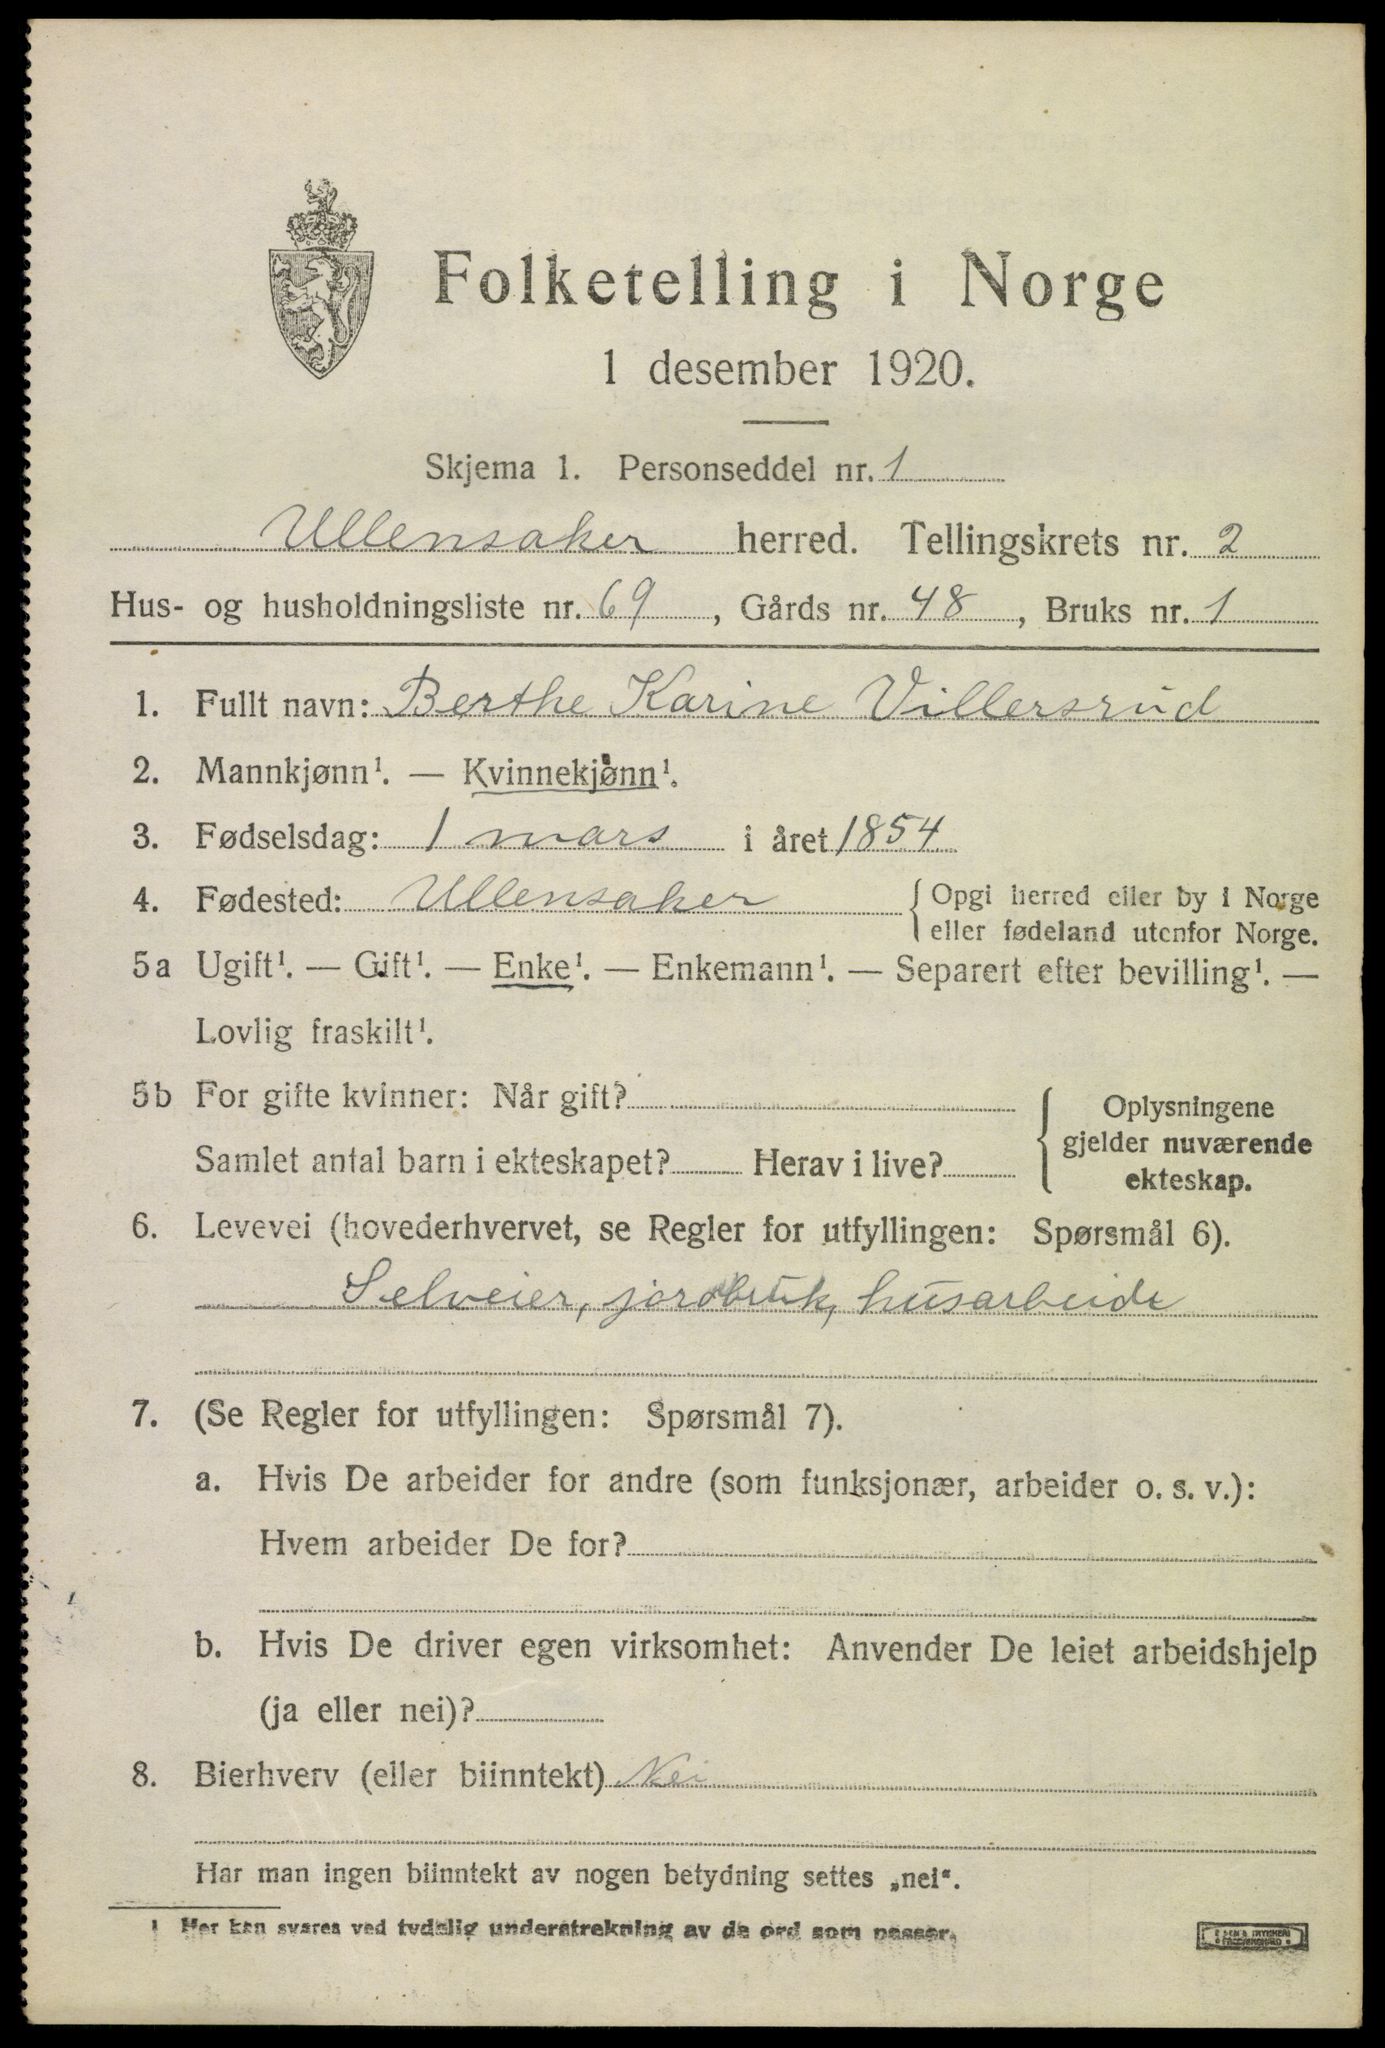 Folketelling i Norge
1 desember 1920.
Skjema 1. Personseddel nr. 1
Ullensaker herred. Tellingskrets nr. 2
Hus- og husholdningsliste nr. 69, Gårds nr. 48, Bruks nr. 1
1. Fullt navn: Berthe Karine Villersrud
2. Mannkjønn¹. — Kvinnekjønn¹.
3. Fødselsdag: 1 mars i året 1854
4. Fødested: Ullensaker { Opgi herred eller by i Norge
eller fødeland utenfor Norge.
5a Ugift¹. — Gift¹. — Enke¹. — Enkemann¹. — Separert efter bevilling¹. —
Lovlig fraskilt¹.
5b For gifte kvinner: Når gift?
Samlet antal barn i ekteskapet? Herav i live?
{ Oplysningene
gjelder nuværende
ekteskap.
6. Levevei (hovederhvervet, se Regler for utfyllingen: Spørsmål 6).
Selveier, jordbruk, husarbeide
7. (Se Regler for utfyllingen: Spørsmål 7).
a. Hvis De arbeider for andre (som funksjonær, arbeider o. s. v.):
Hvem arbeider De for?
b. Hvis De driver egen virksomhet: Anvender De leiet arbeidshjelp
(ja eller nei)?
8. Bierhverv (eller biinntekt) Nei
Har man ingen biinntekt av nogen betydning settes „nei“.
1 Her kan svares ved tydelig understrekning av de ord som passer.